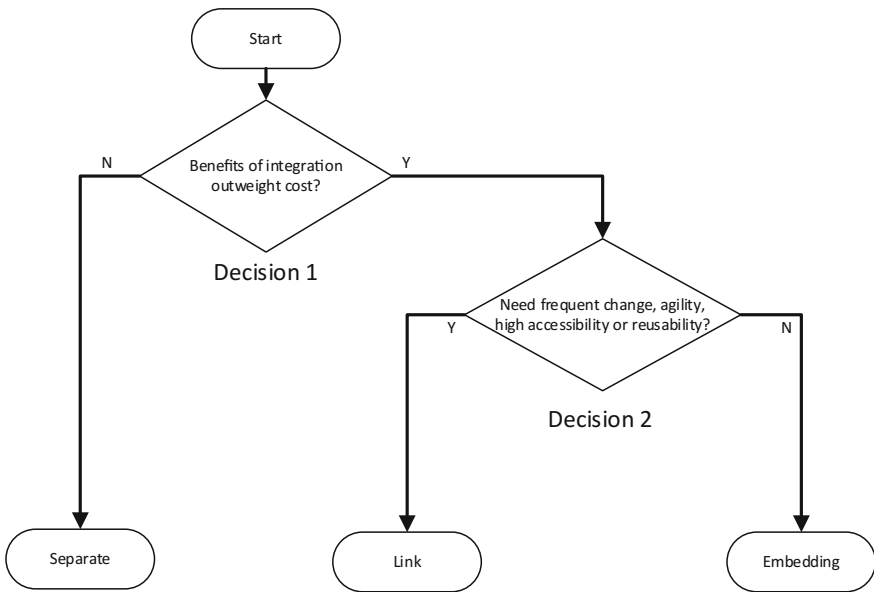 Start
N
Benefits of integration
outweight cost?
Y
Decision 1
Need frequent change, agility,
high accessibility or reusability?
Y
N
Decision 2
Separate
Link
Embedding